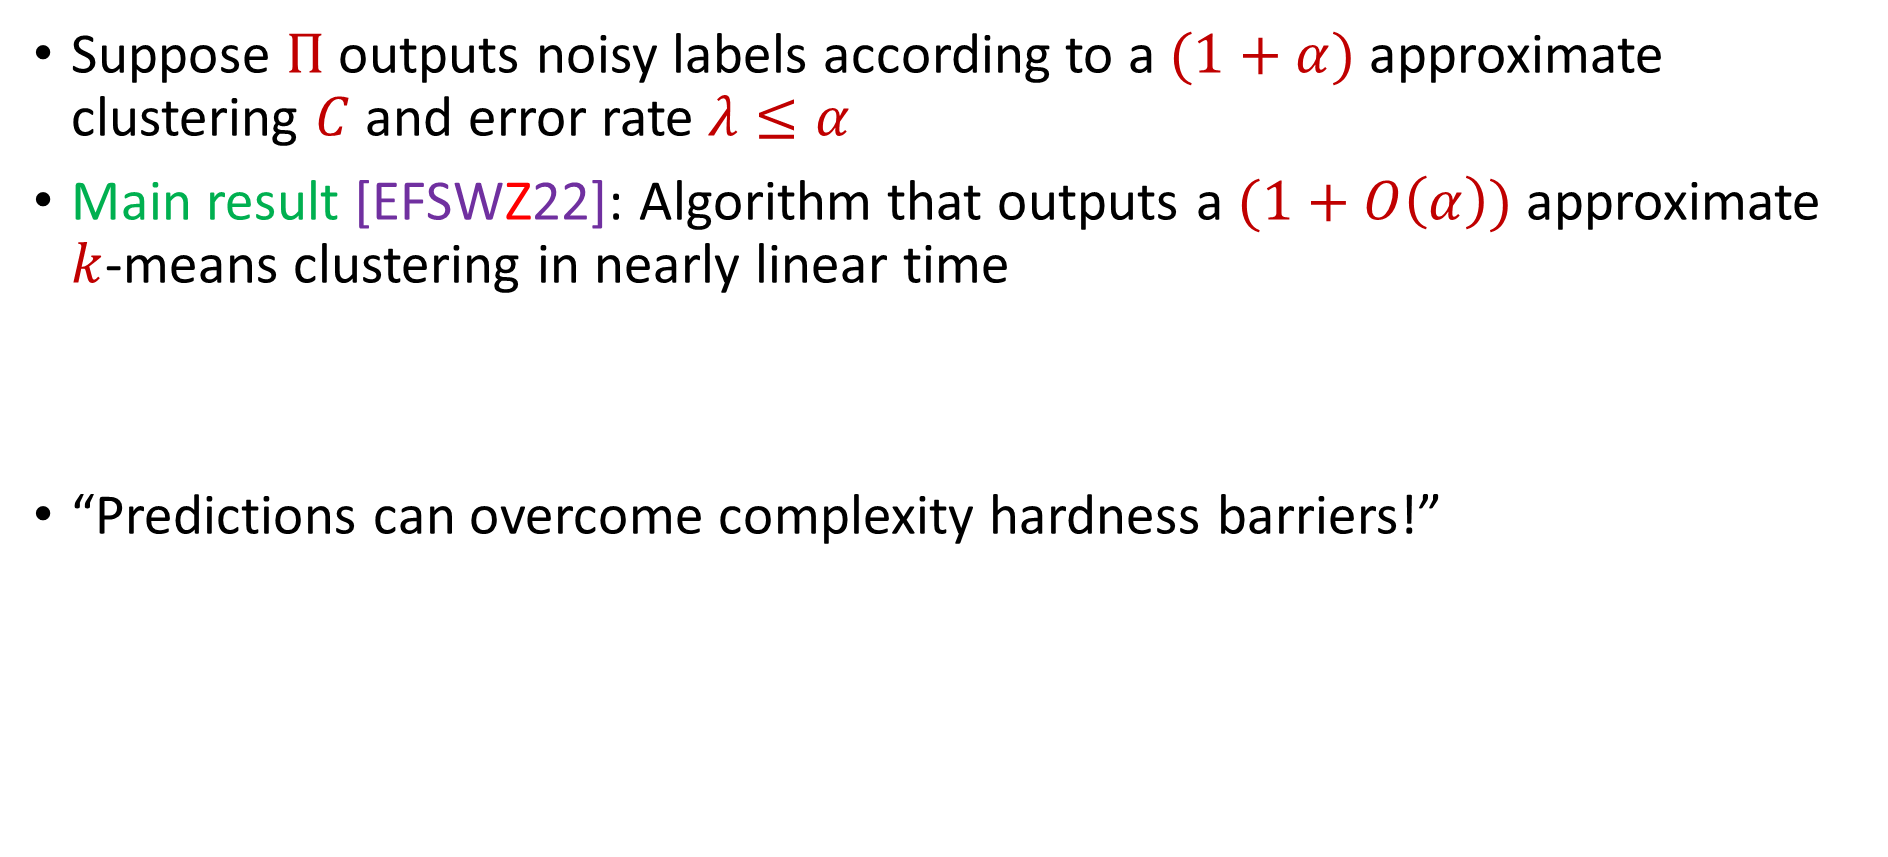 • Suppose Π outputs noisy labels according to a (1 + α) approximate
clustering C and error rate λ ≤ α
• Main result [EFSWZ22]: Algorithm that outputs a (1 + O(α)) approximate
k-means clustering in nearly linear time
• “Predictions can overcome complexity hardness barriers!”